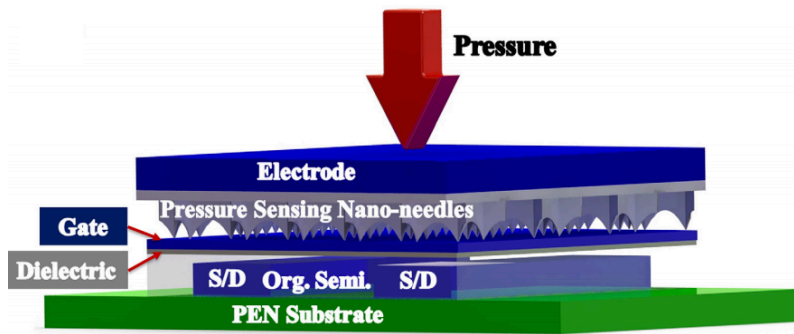 Pressure
Electrode
Pressure Sensing Nano-needles
Gate
Dielectric
S/D Org. Semi. S/D
PEN Substrate